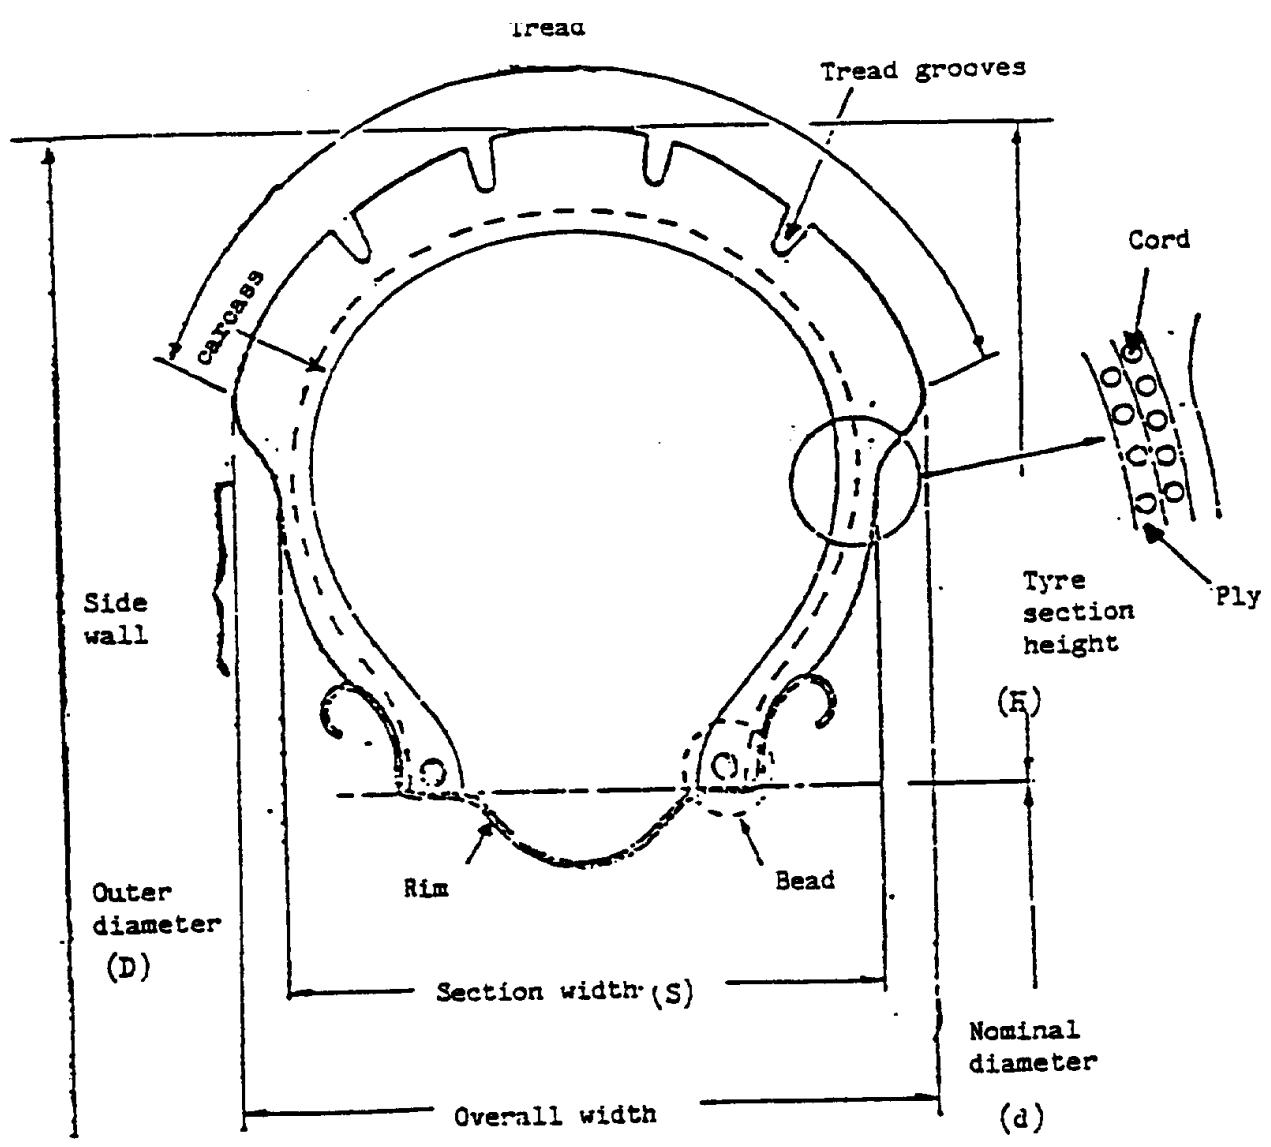 Tread
Tread grooves
Cord
carcass
Side
wall
Tyre
section
height
(H)
Ply
Rim
Bead
Outer
diameter
(D)
Section width (S)
Nominal
diameter
(d)
Overall width